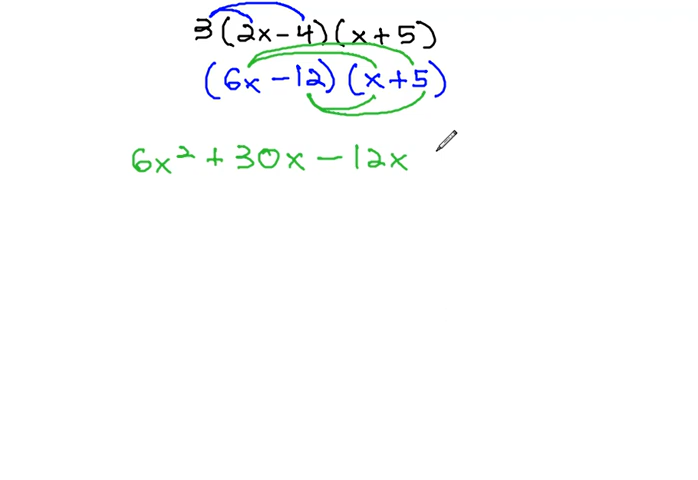 3(2x-4)(x+5)
(6x-12)(x+5)
6x² + 30x - 12x